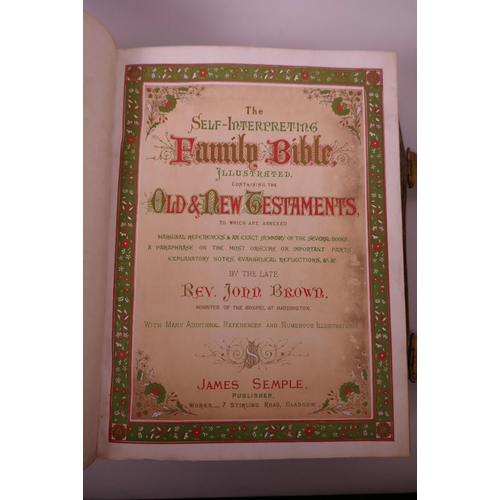 The
Self-Interpreting
Family Bible,
Illustrated,
Containing the
Old & New Testaments,
to which are annexed
Marginal References & an exact summary of the several books.
A paraphrase on the most obscure or important parts
Explanatory notes, Evangelical Reflections, &c. &c.
By the late
Rev. John Brown,
Minister of the Gospel at Haddington.
With Many Additional References and Numerous Illustrations
S
James Semple,
Publisher,
Works,_7 Stirling Road, Glasgow.